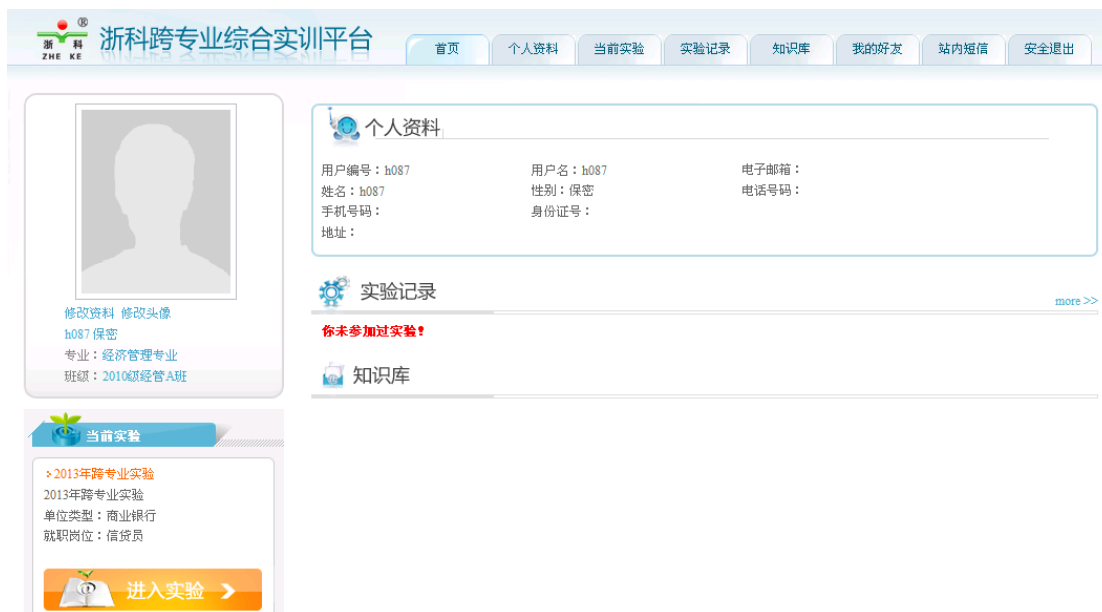 浙科
ZHE KE
®
浙科跨专业综合实训平台
首页 个人资料 当前实验 实验记录 知识库 我的好友 站内短信 安全退出
修改资料 修改头像
h087 保密
专业：经济管理专业
班级：2010级经管A班
当前实验
2013年跨专业实验
2013年跨专业实验
单位类型：商业银行
就职岗位：信贷员
进入实验
个人资料
用户编号：h087 用户名：h087 电子邮箱：
姓名：h087 性别：保密 电话号码：
手机号码： 身份证号：
地址：
实验记录
more >>
你未参加过实验！
知识库